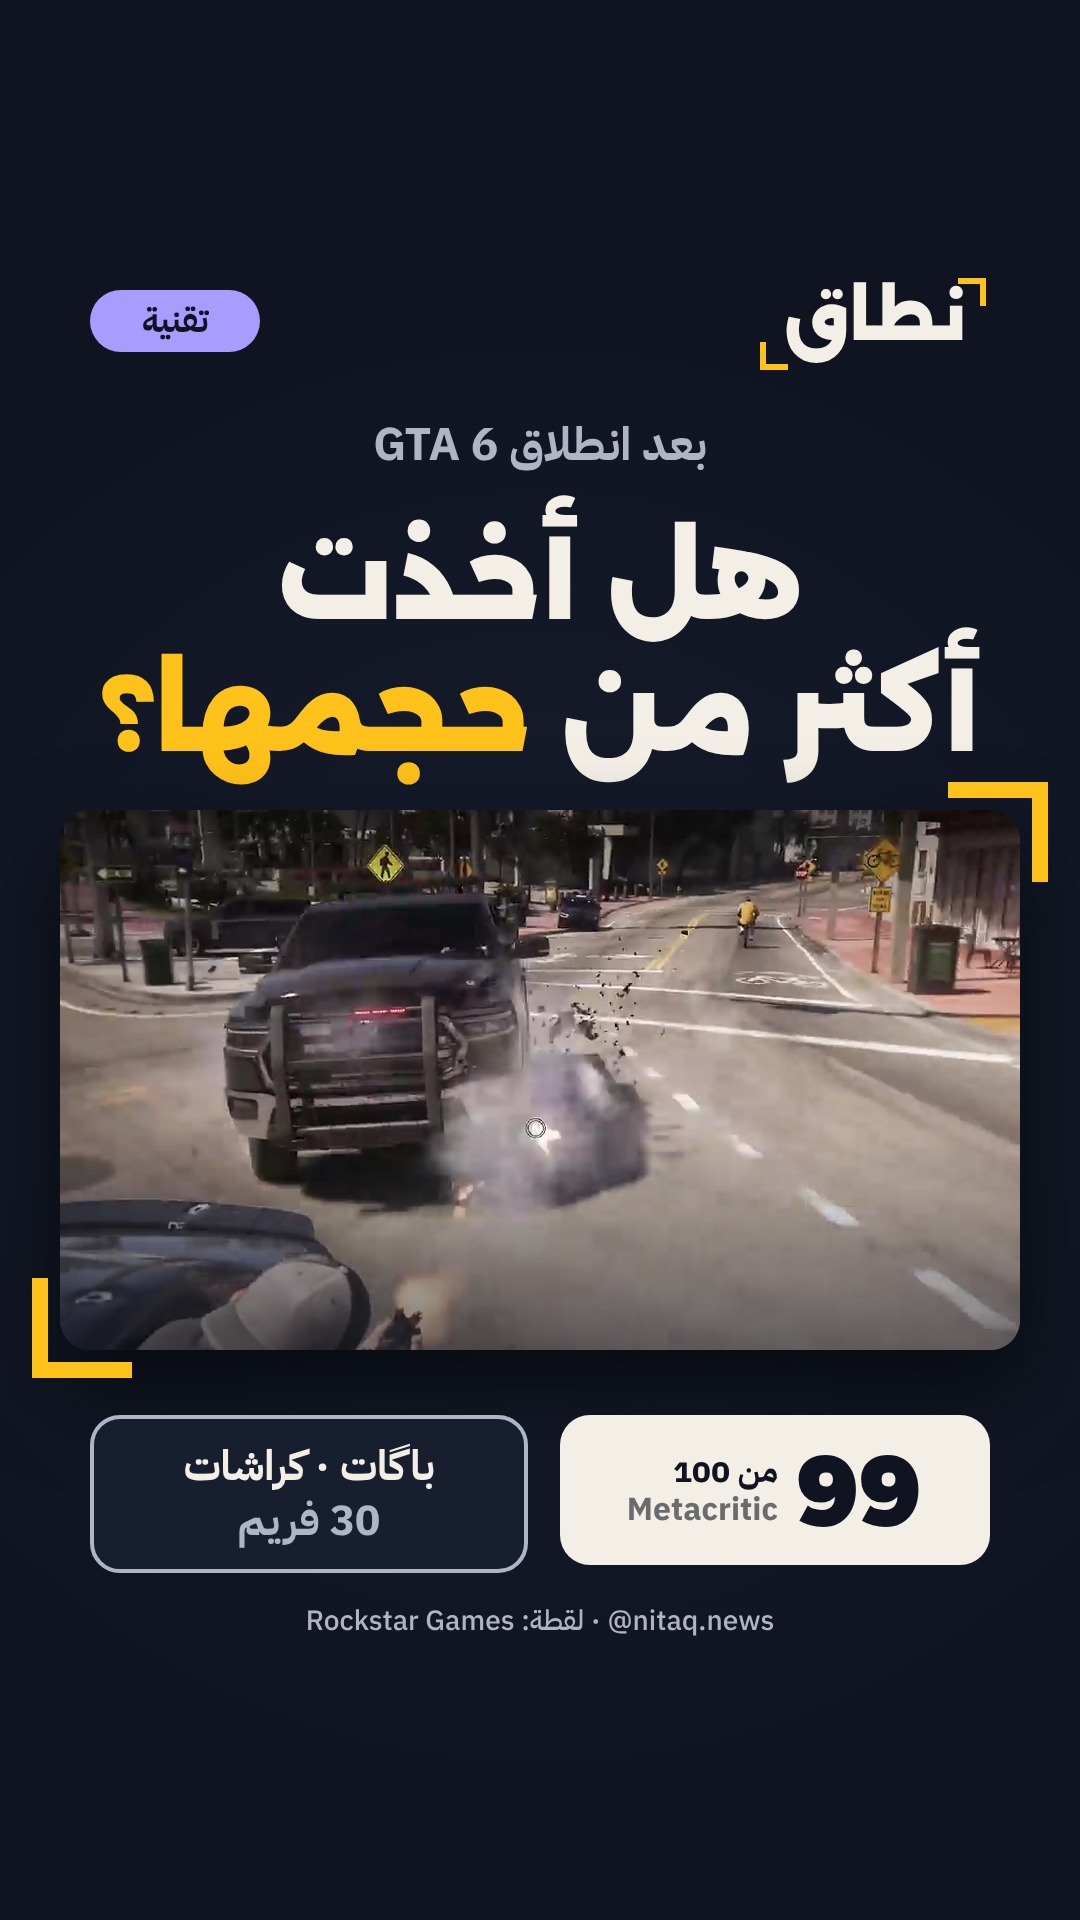 نطاق
تقنية
بعد انطلاق GTA 6
هل أخذت
أكثر من حجمها؟
99
من 100
Metacritic
باگات · كراشات
30 فريم
@nitaq.news · لقطة: Rockstar Games